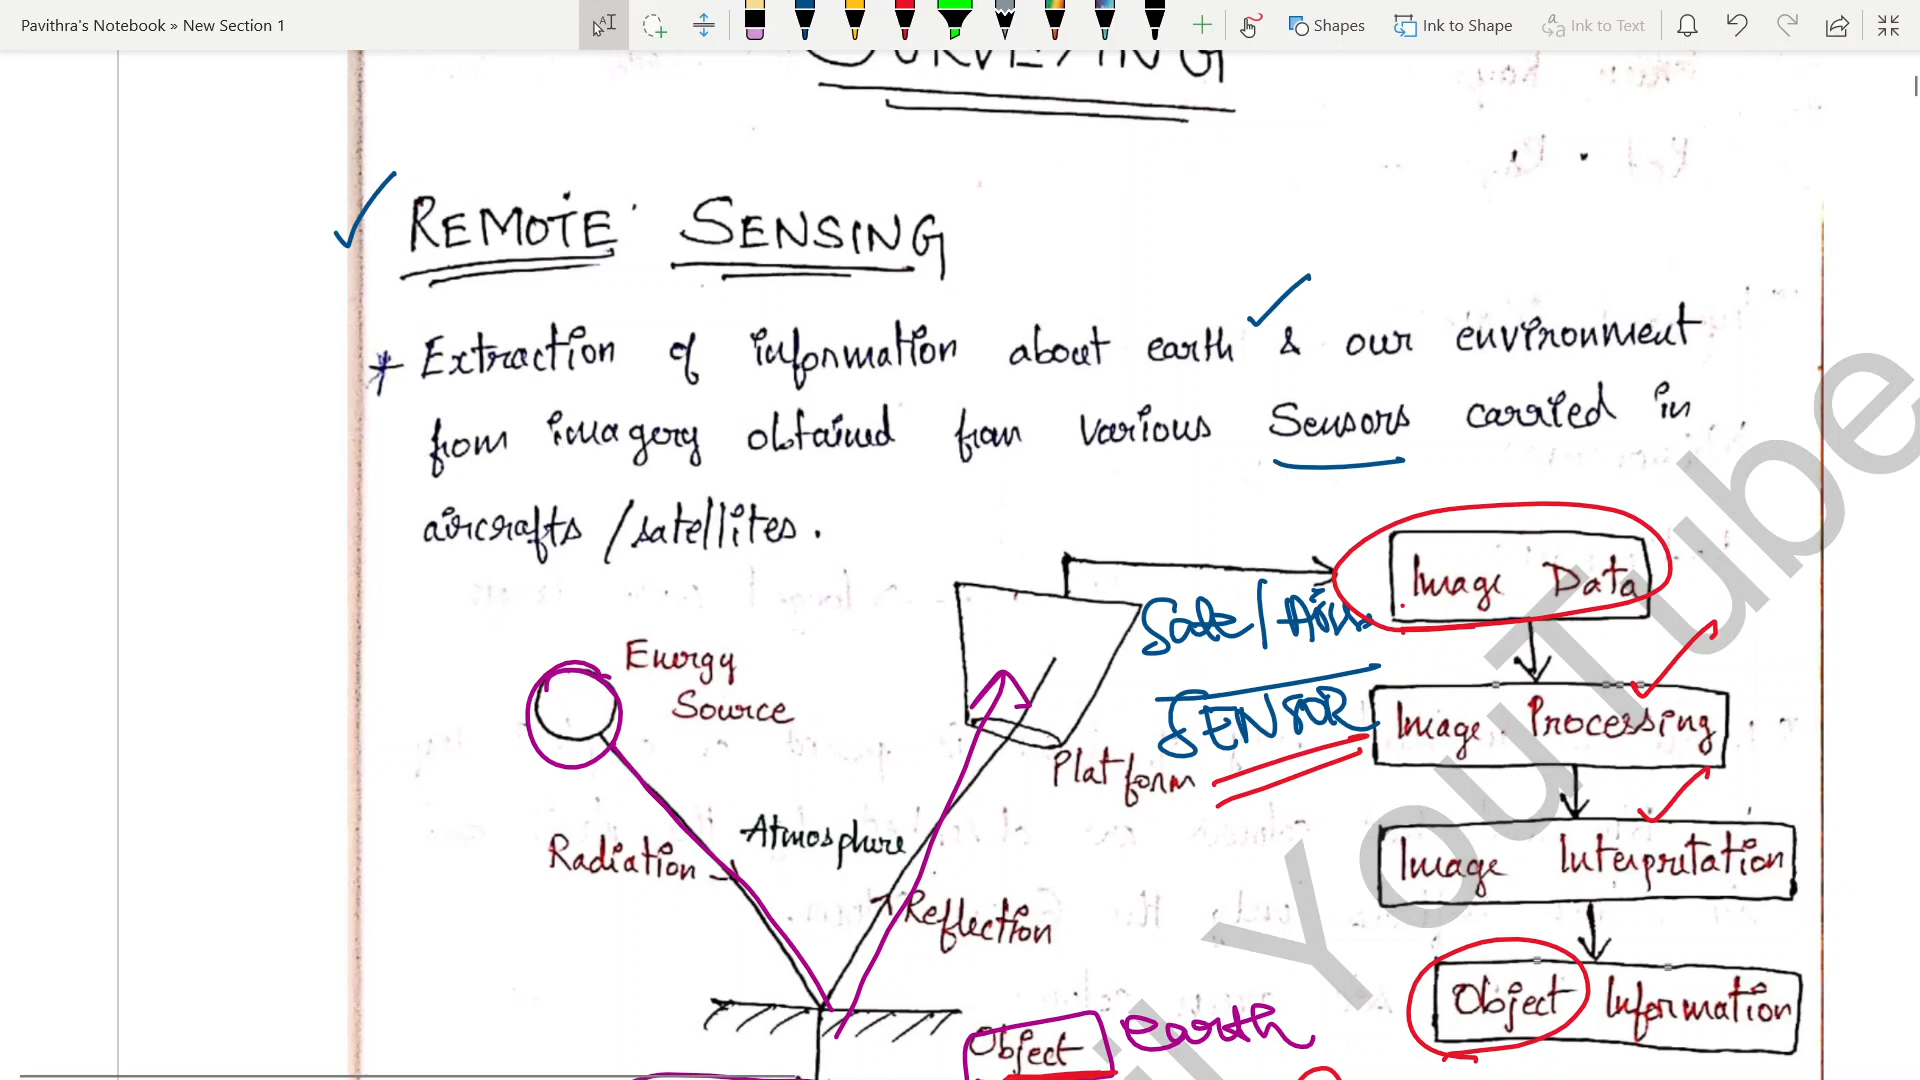 Pavithra's Notebook » New Section 1
Shapes
Ink to Shape
Ink to Text
SURVEYING
REMOTE SENSING
* Extraction of information about earth & our environment
from imagery obtained from various Sensors carried in
aircrafts / satellites.
Image Data
Energy
Source
SENSOR
Image Processing
Platform
Atmosphere
Radiation
Image Interpretation
Reflection
Object Information
Object earth
YouTube